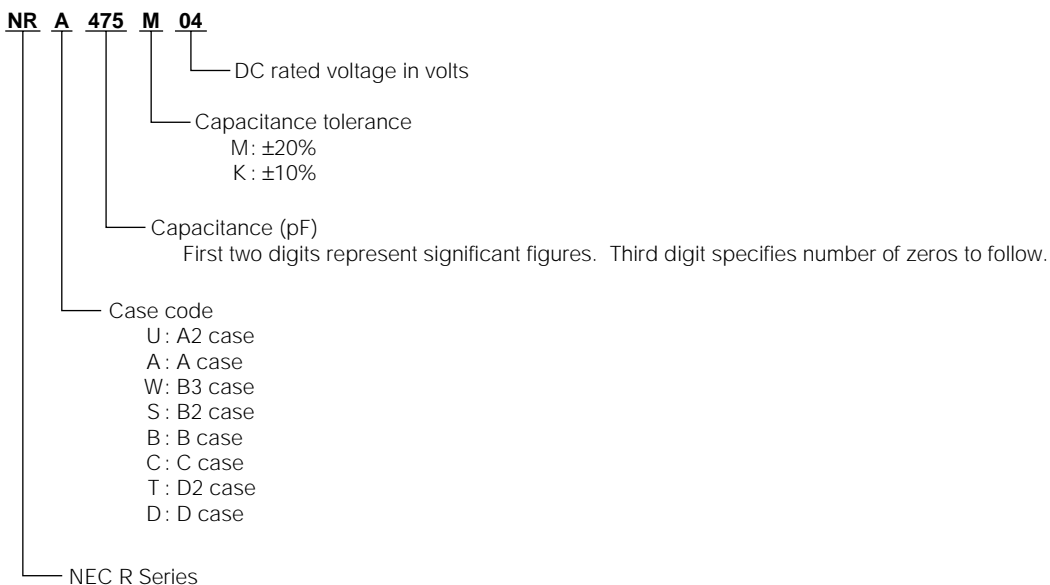 NR A 475 M 04
DC rated voltage in volts
Capacitance tolerance
M: ±20%
K: ±10%
Capacitance (pF)
First two digits represent significant figures. Third digit specifies number of zeros to follow.
Case code
U: A2 case
A: A case
W: B3 case
S: B2 case
B: B case
C: C case
T: D2 case
D: D case
NEC R Series